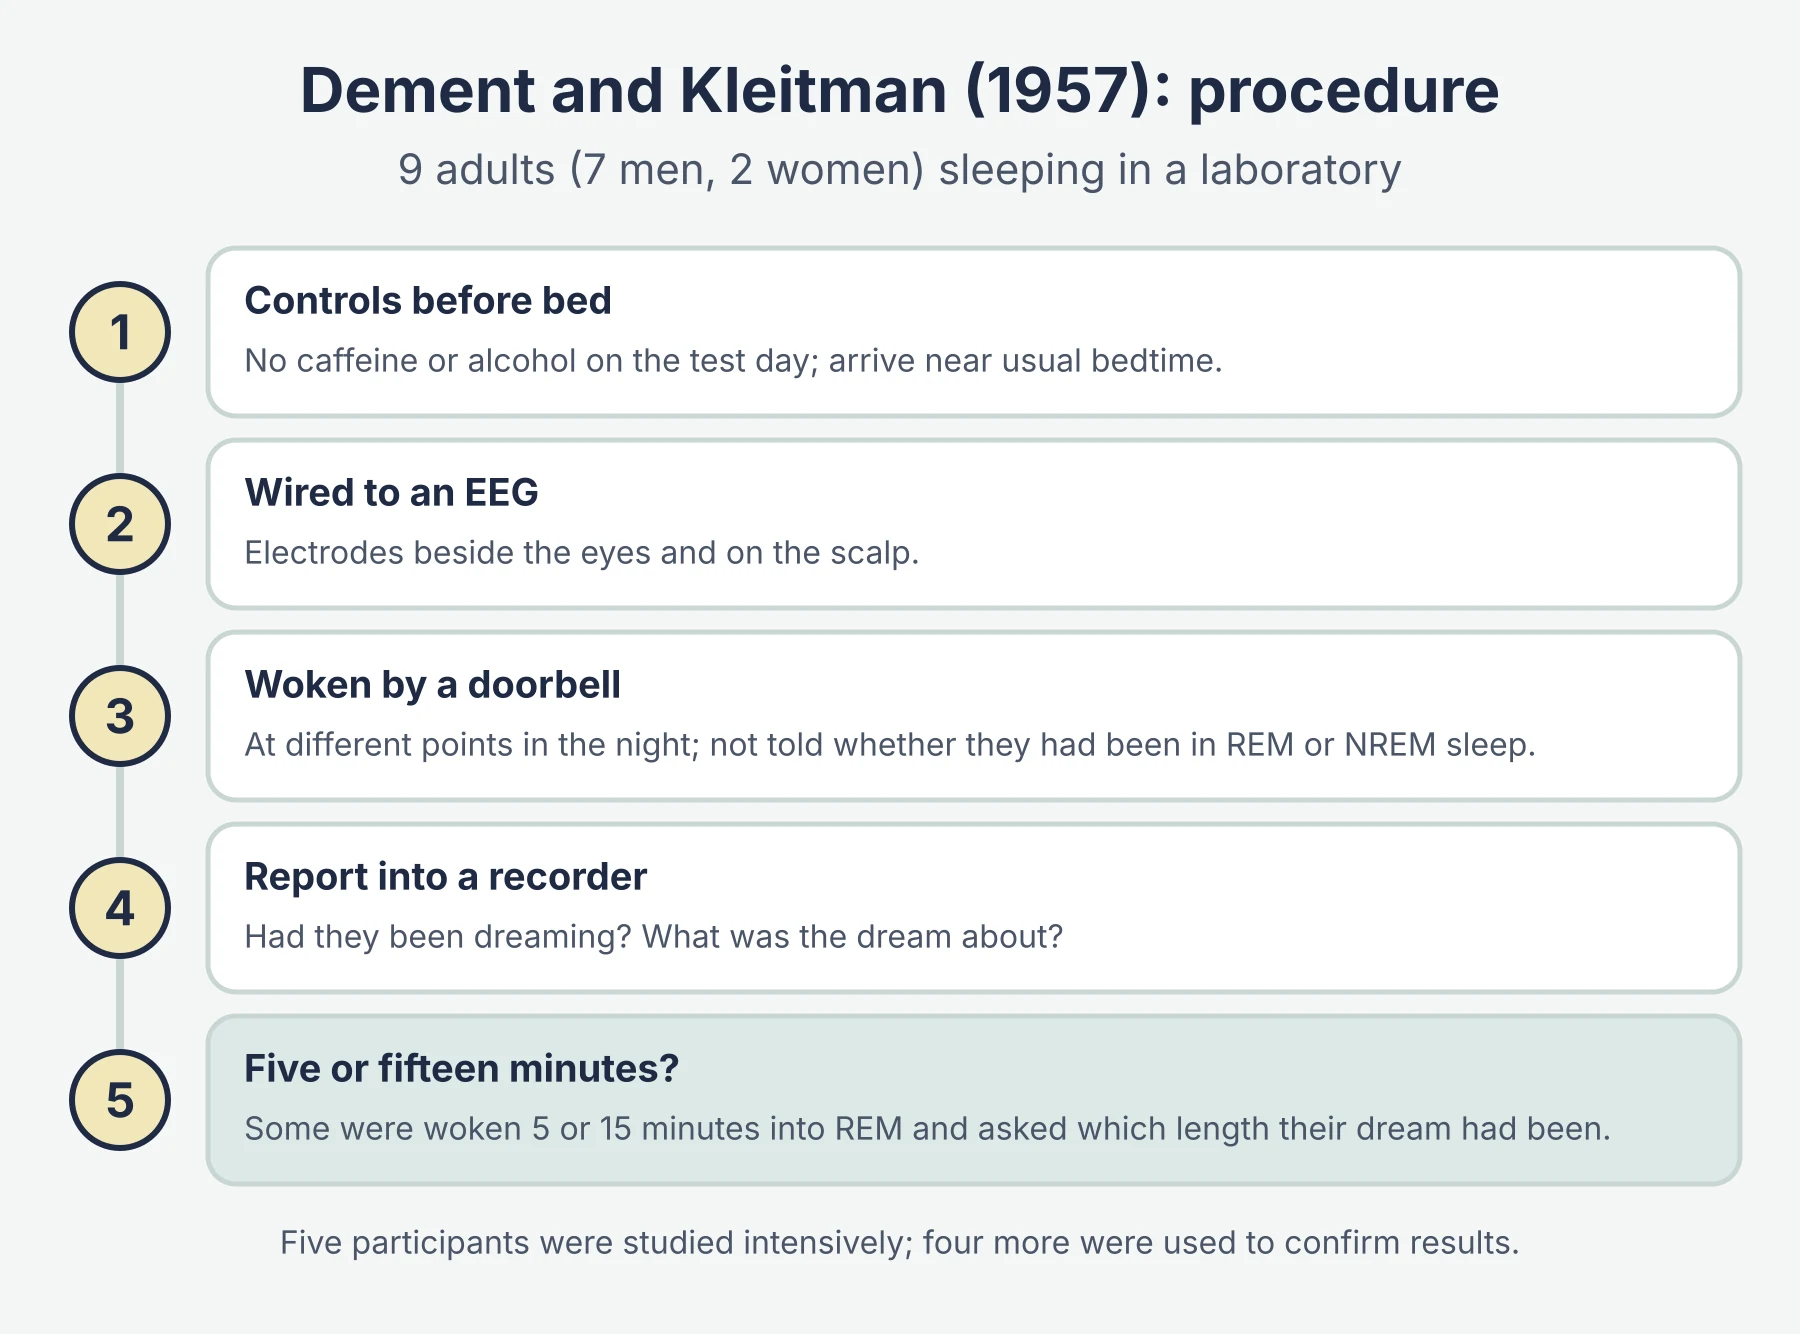 Dement and Kleitman (1957): procedure
9 adults (7 men, 2 women) sleeping in a laboratory
1
Controls before bed
No caffeine or alcohol on the test day; arrive near usual bedtime.
2
Wired to an EEG
Electrodes beside the eyes and on the scalp.
3
Woken by a doorbell
At different points in the night; not told whether they had been in REM or NREM sleep.
4
Report into a recorder
Had they been dreaming? What was the dream about?
5
Five or fifteen minutes?
Some were woken 5 or 15 minutes into REM and asked which length their dream had been.
Five participants were studied intensively; four more were used to confirm results.